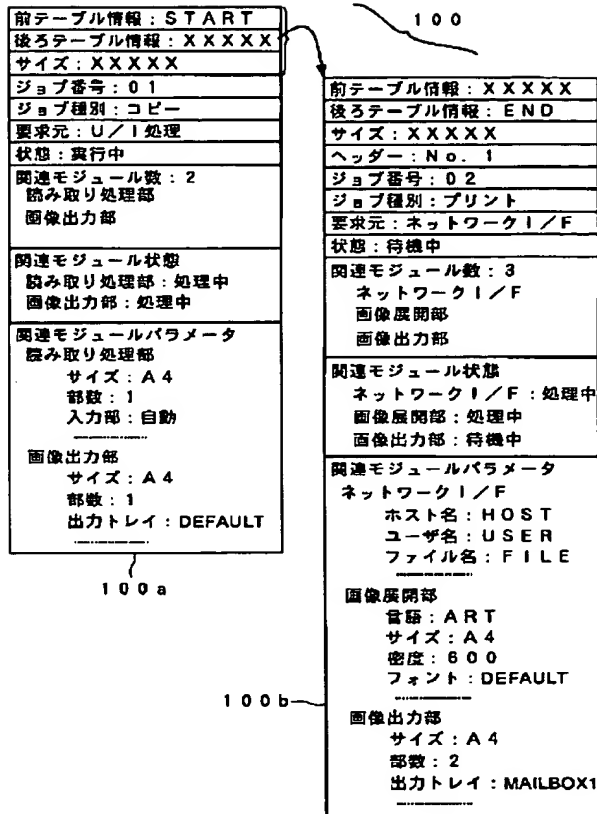 100
前テーブル情報：START
後ろテーブル情報：XXXXX
サイズ：XXXXX
ジョブ番号：01
ジョブ種別：コピー
要求元：U／I処理
状態：実行中
関連モジュール数：2
読み取り処理部
画像出力部
関連モジュール状態
読み取り処理部：処理中
画像出力部：処理中
関連モジュールパラメータ
読み取り処理部
サイズ：A4
部数：1
入力部：自動
画像出力部
サイズ：A4
部数：1
出力トレイ：DEFAULT
100a
前テーブル情報：XXXXX
後ろテーブル情報：END
サイズ：XXXXX
ヘッダー：No. 1
ジョブ番号：02
ジョブ種別：プリント
要求元：ネットワークI／F
状態：待機中
関連モジュール数：3
ネットワークI／F
画像展開部
画像出力部
関連モジュール状態
ネットワークI／F：処理中
画像展開部：処理中
画像出力部：待機中
関連モジュールパラメータ
ネットワークI／F
ホスト名：HOST
ユーザ名：USER
ファイル名：FILE
画像展開部
言語：ART
サイズ：A4
密度：600
フォント：DEFAULT
画像出力部
サイズ：A4
部数：2
出力トレイ：MAILBOX1
100b